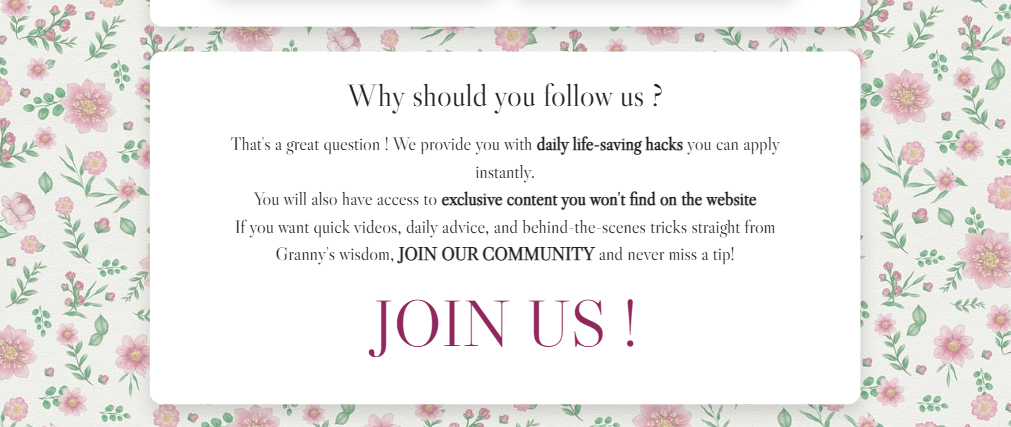 Why should you follow us ?
That's a great question ! We provide you with daily life-saving hacks you can apply
instantly.
You will also have access to exclusive content you won't find on the website
If you want quick videos, daily advice, and behind-the-scenes tricks straight from
Granny's wisdom, JOIN OUR COMMUNITY and never miss a tip!
JOIN US !